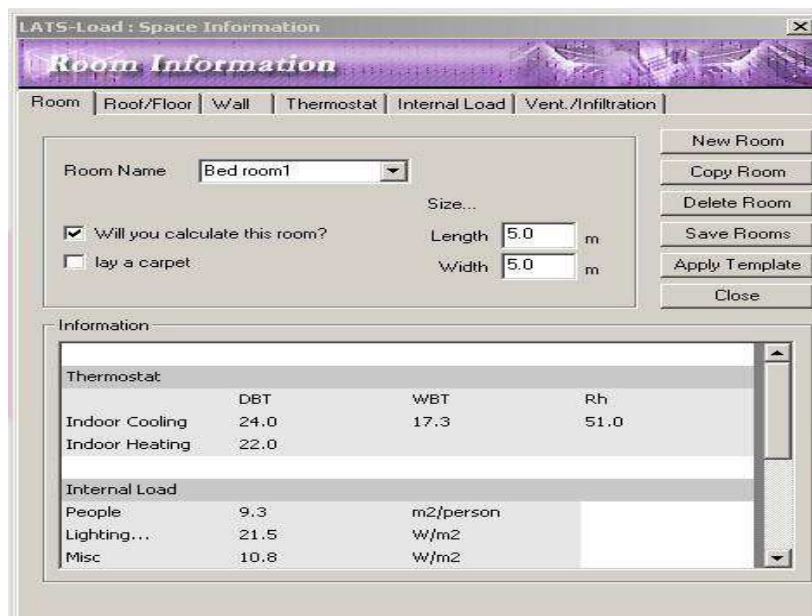 LATS-Load : Space Information
Room Information
Room Roof/Floor Wall Thermostat Internal Load Vent./Infiltration
New Room
Room Name Bed room1
Copy Room
Size...
Delete Room
Will you calculate this room? Length 5.0 m
Save Rooms
lay a carpet Width 5.0 m
Apply Template
Close
Information
Thermostat
DBT WBT Rh
Indoor Cooling 24.0 17.3 51.0
Indoor Heating 22.0
Internal Load
People 9.3 m2/person
Lighting... 21.5 W/m2
Misc 10.8 W/m2